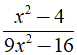 x² − 4
9x² − 16